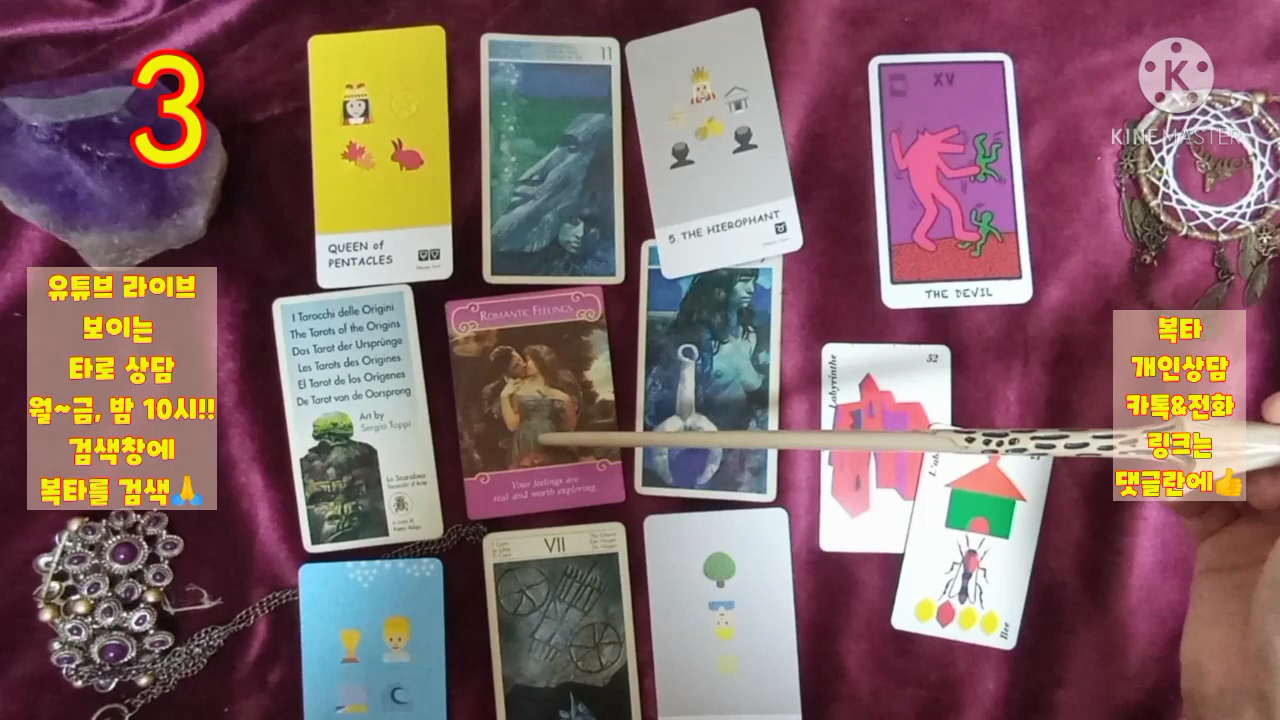 3
KINEMASTER
QUEEN of
PENTACLES
11
5. THE HIEROPHANT
XV
THE DEVIL
유튜브 라이브
보이는
타로 상담
월~금, 밤 10시!!
검색창에
복타를 검색🙏
복타
개인상담
카톡&전화
링크는
댓글란에👍
I Tarocchi delle Origini
The Tarots of the Origins
Das Tarot der Ursprünge
Les Tarots des Origines
El Tarot de los Orígenes
De Tarot van de Oorsprong
Art by
Sergio Toppi
Lo Scarabeo
ROMANTIC FEELINGS
Your feelings are
real and worth exploring.
Labyrinthe
52
VII
Bee